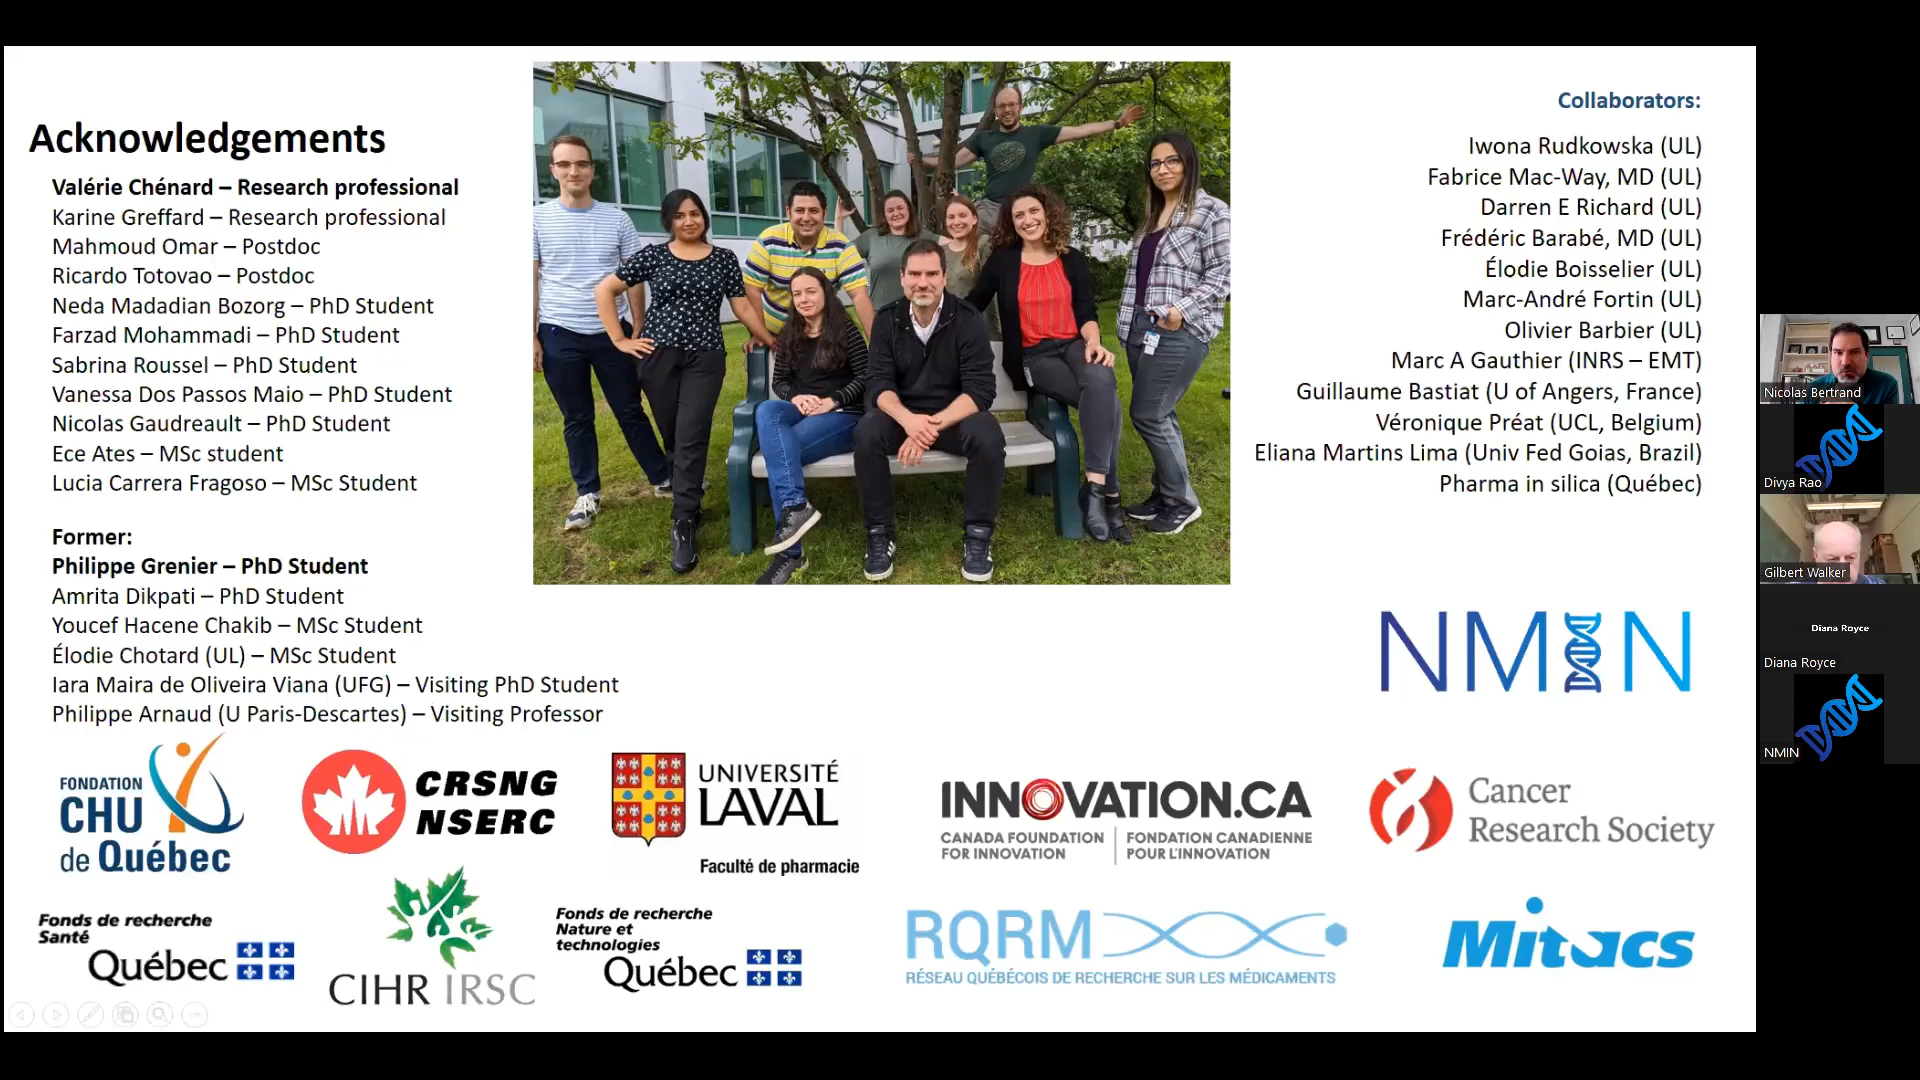 Acknowledgements
Valérie Chénard – Research professional
Karine Greffard – Research professional
Mahmoud Omar – Postdoc
Ricardo Totovao – Postdoc
Neda Madadian Bozorg – PhD Student
Farzad Mohammadi – PhD Student
Sabrina Roussel – PhD Student
Vanessa Dos Passos Maio – PhD Student
Nicolas Gaudreault – PhD Student
Ece Ates – MSc student
Lucia Carrera Fragoso – MSc Student
Former:
Philippe Grenier – PhD Student
Amrita Dikpati – PhD Student
Youcef Hacene Chakib – MSc Student
Élodie Chotard (UL) – MSc Student
Iara Maira de Oliveira Viana (UFG) – Visiting PhD Student
Philippe Arnaud (U Paris-Descartes) – Visiting Professor
Collaborators:
Iwona Rudkowska (UL)
Fabrice Mac-Way, MD (UL)
Darren E Richard (UL)
Frédéric Barabé, MD (UL)
Élodie Boisselier (UL)
Marc-André Fortin (UL)
Olivier Barbier (UL)
Marc A Gauthier (INRS – EMT)
Guillaume Bastiat (U of Angers, France)
Véronique Préat (UCL, Belgium)
Eliana Martins Lima (Univ Fed Goias, Brazil)
Pharma in silica (Québec)
NMIN
FONDATION
CHU
de Québec
CRSNG
NSERC
UNIVERSITÉ
LAVAL
Faculté de pharmacie
INNOVATION.CA
CANADA FOUNDATION
FOR INNOVATION
FONDATION CANADIENNE
POUR L'INNOVATION
Cancer
Research Society
Fonds de recherche
Santé
Québec
CIHR IRSC
Fonds de recherche
Nature et
technologies
Québec
RQRM
RÉSEAU QUÉBÉCOIS DE RECHERCHE SUR LES MÉDICAMENTS
Mitacs
Nicolas Bertrand
Divya Rao
Gilbert Walker
Diana Royce
Diana Royce
NMIN